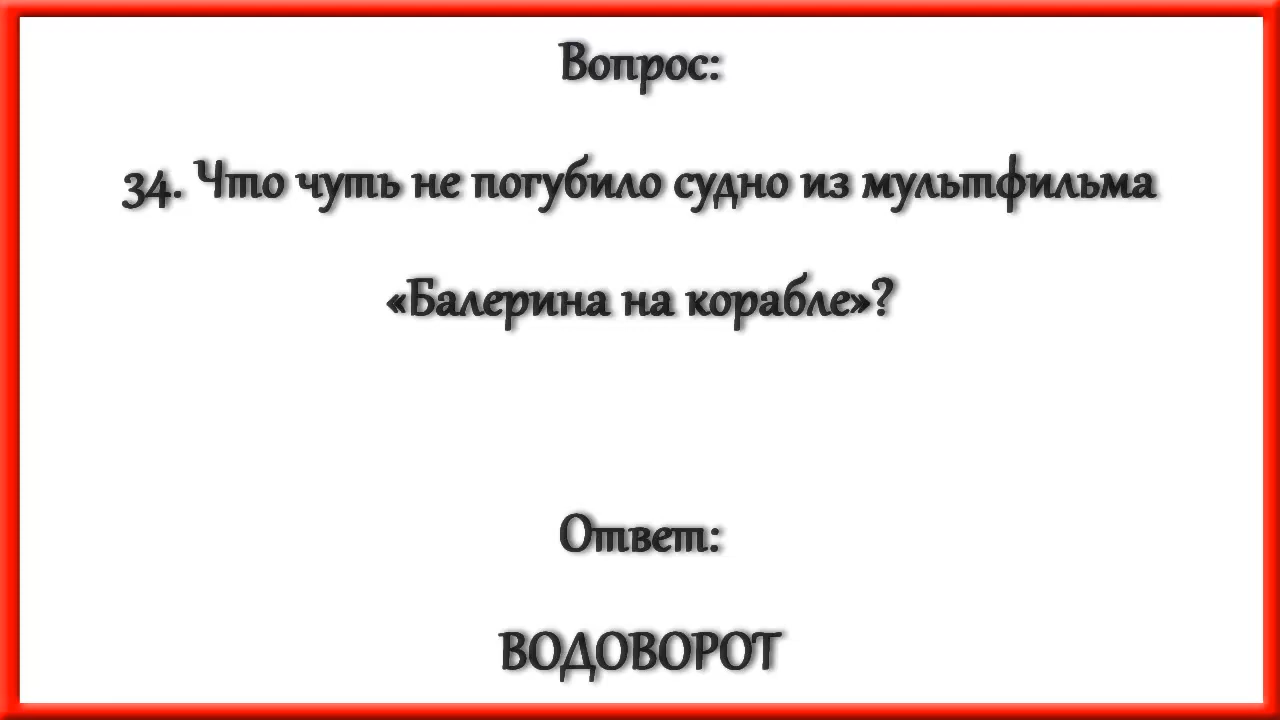 Вопрос:
34. Что чуть не погубило судно из мультфильма
«Балерина на корабле»?
Ответ:
ВОДОВОРОТ